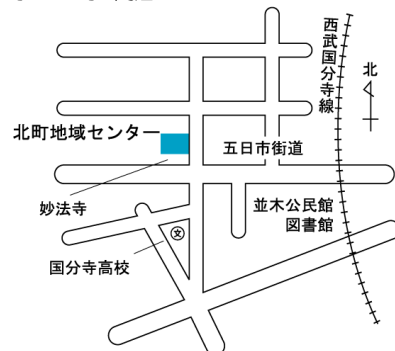 西武国分寺線
北
北町地域センター
五日市街道
妙法寺
並木公民館
図書館
文
国分寺高校